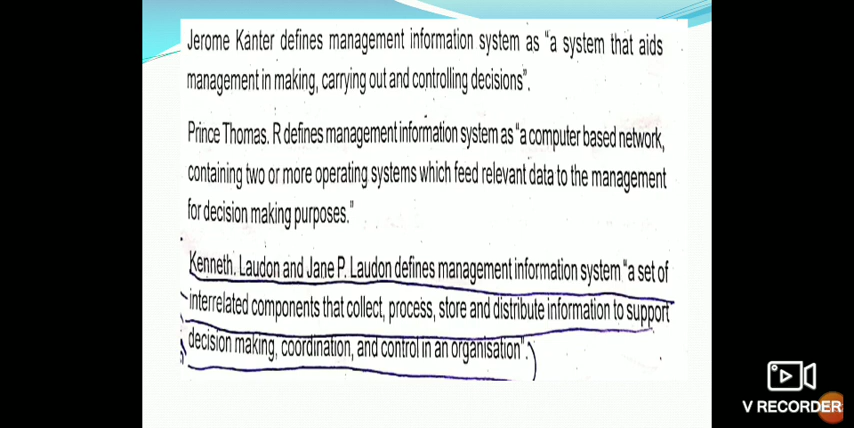 Jerome Kanter defines management information system as "a system that aids
management in making, carrying out and controlling decisions".
Prince Thomas. R defines management information system as "a computer based network,
containing two or more operating systems which feed relevant data to the management
for decision making purposes."
Kenneth. Laudon and Jane P. Laudon defines management information system "a set of
interrelated components that collect, process, store and distribute information to support
decision making, coordination, and control in an organisation".
V RECORDER